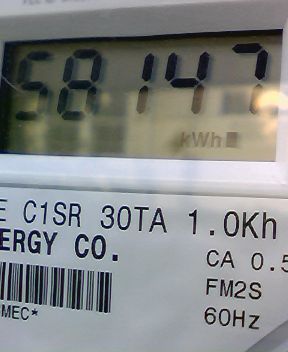 58147
kWh
E C1SR 30TA 1.0Kh
ERGY CO.
CA 0.5
FM2S
MEC*
60Hz